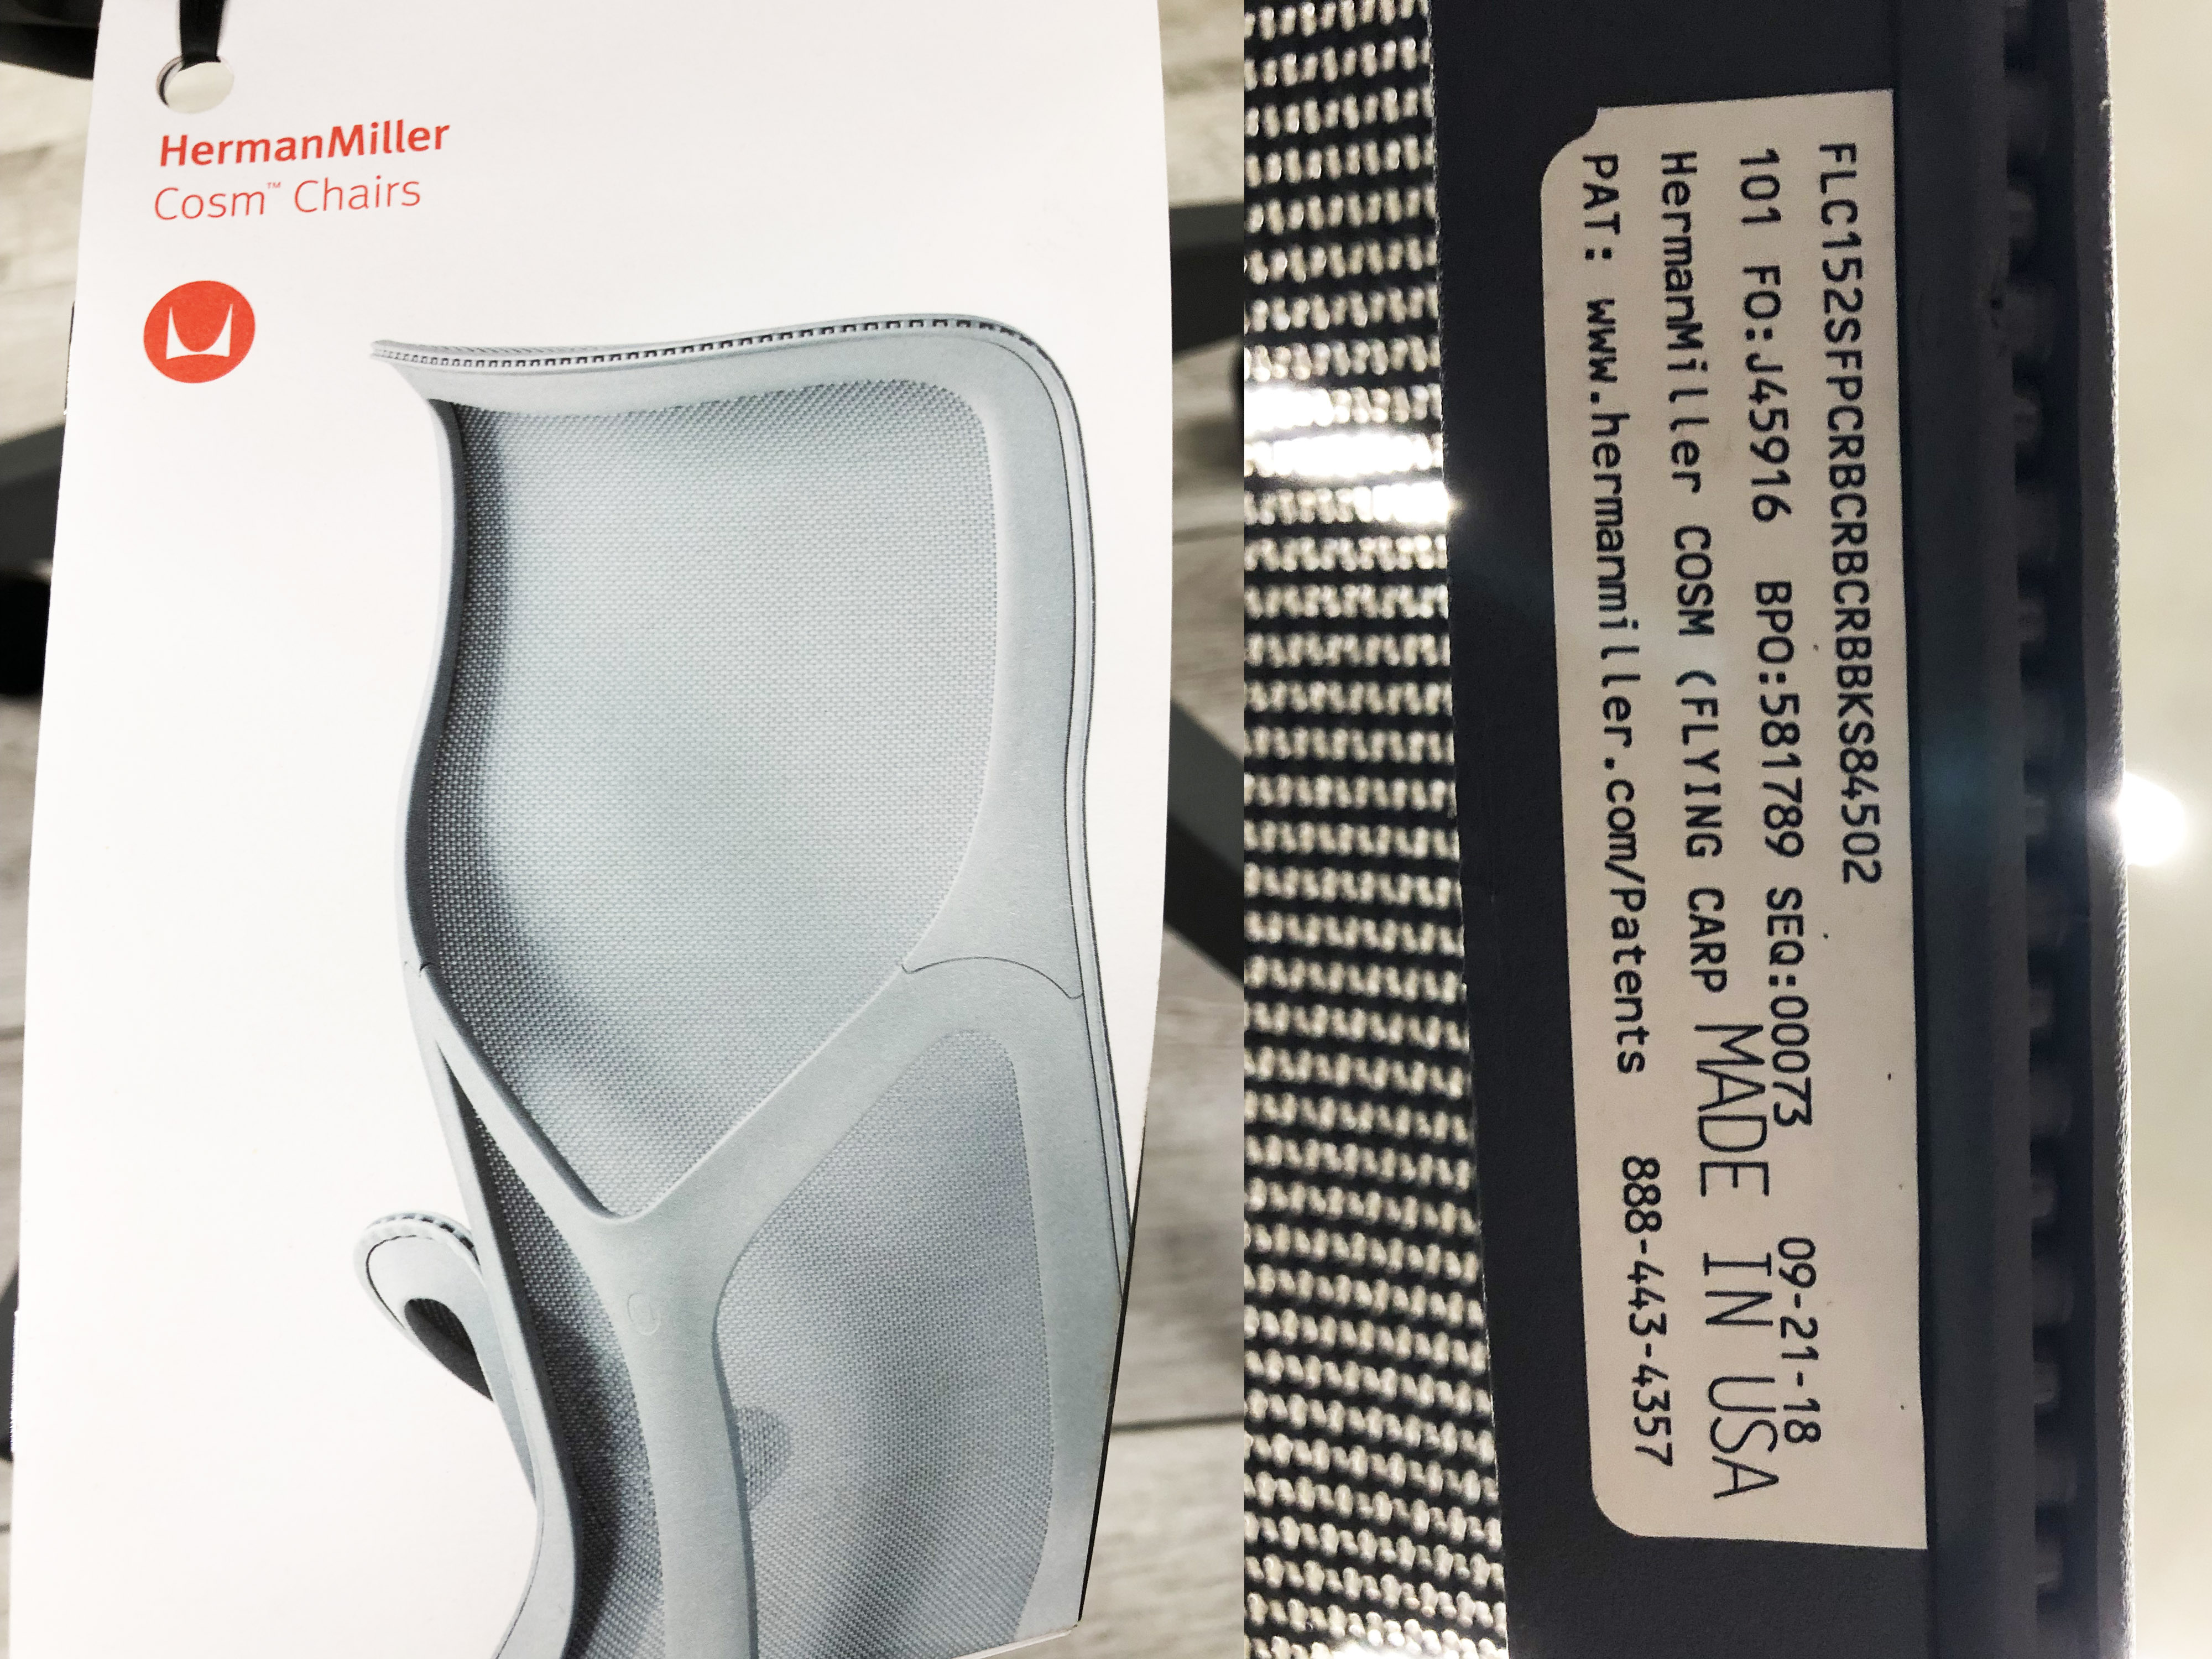 HermanMiller
Cosm™ Chairs
FLC152SFPCRBCRBCRBBKS84502
101 FO:J45916 BPO:581789 SEQ:00073 09-21-18
HermanMiller COSM (FLYING CARP MADE IN USA
PAT: www.hermanmiller.com/Patents 888-443-4357